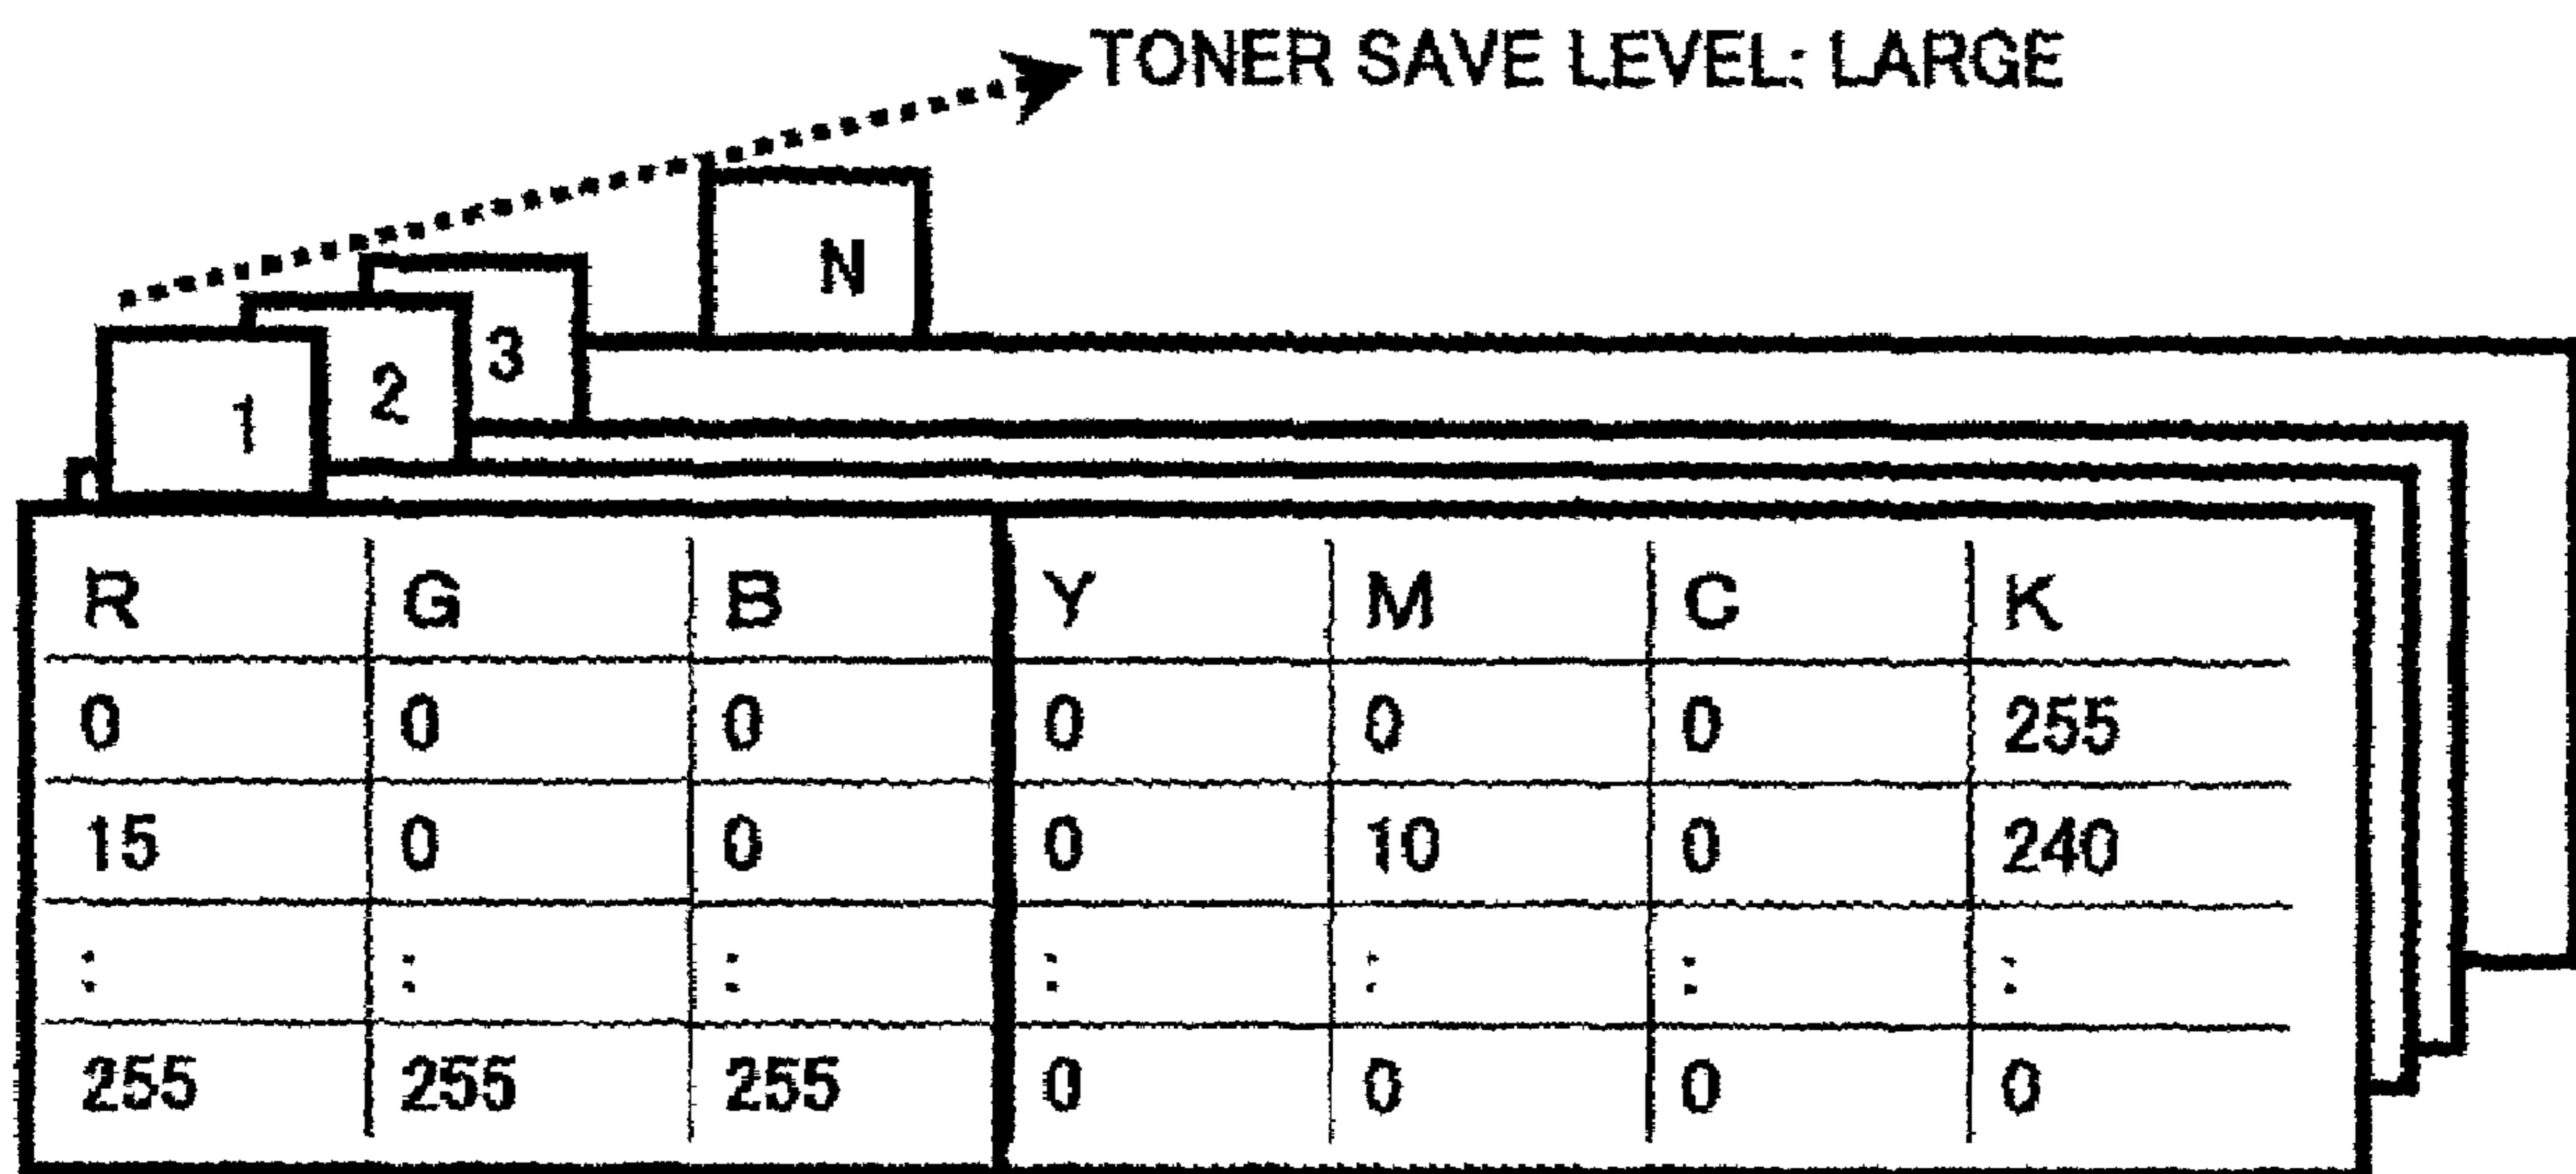 TONER SAVE LEVEL: LARGE
N
3
2
1
R G B Y M C K
0 0 0 0 0 0 255
15 0 0 0 10 0 240
: : : : : : :
255 255 255 0 0 0 0